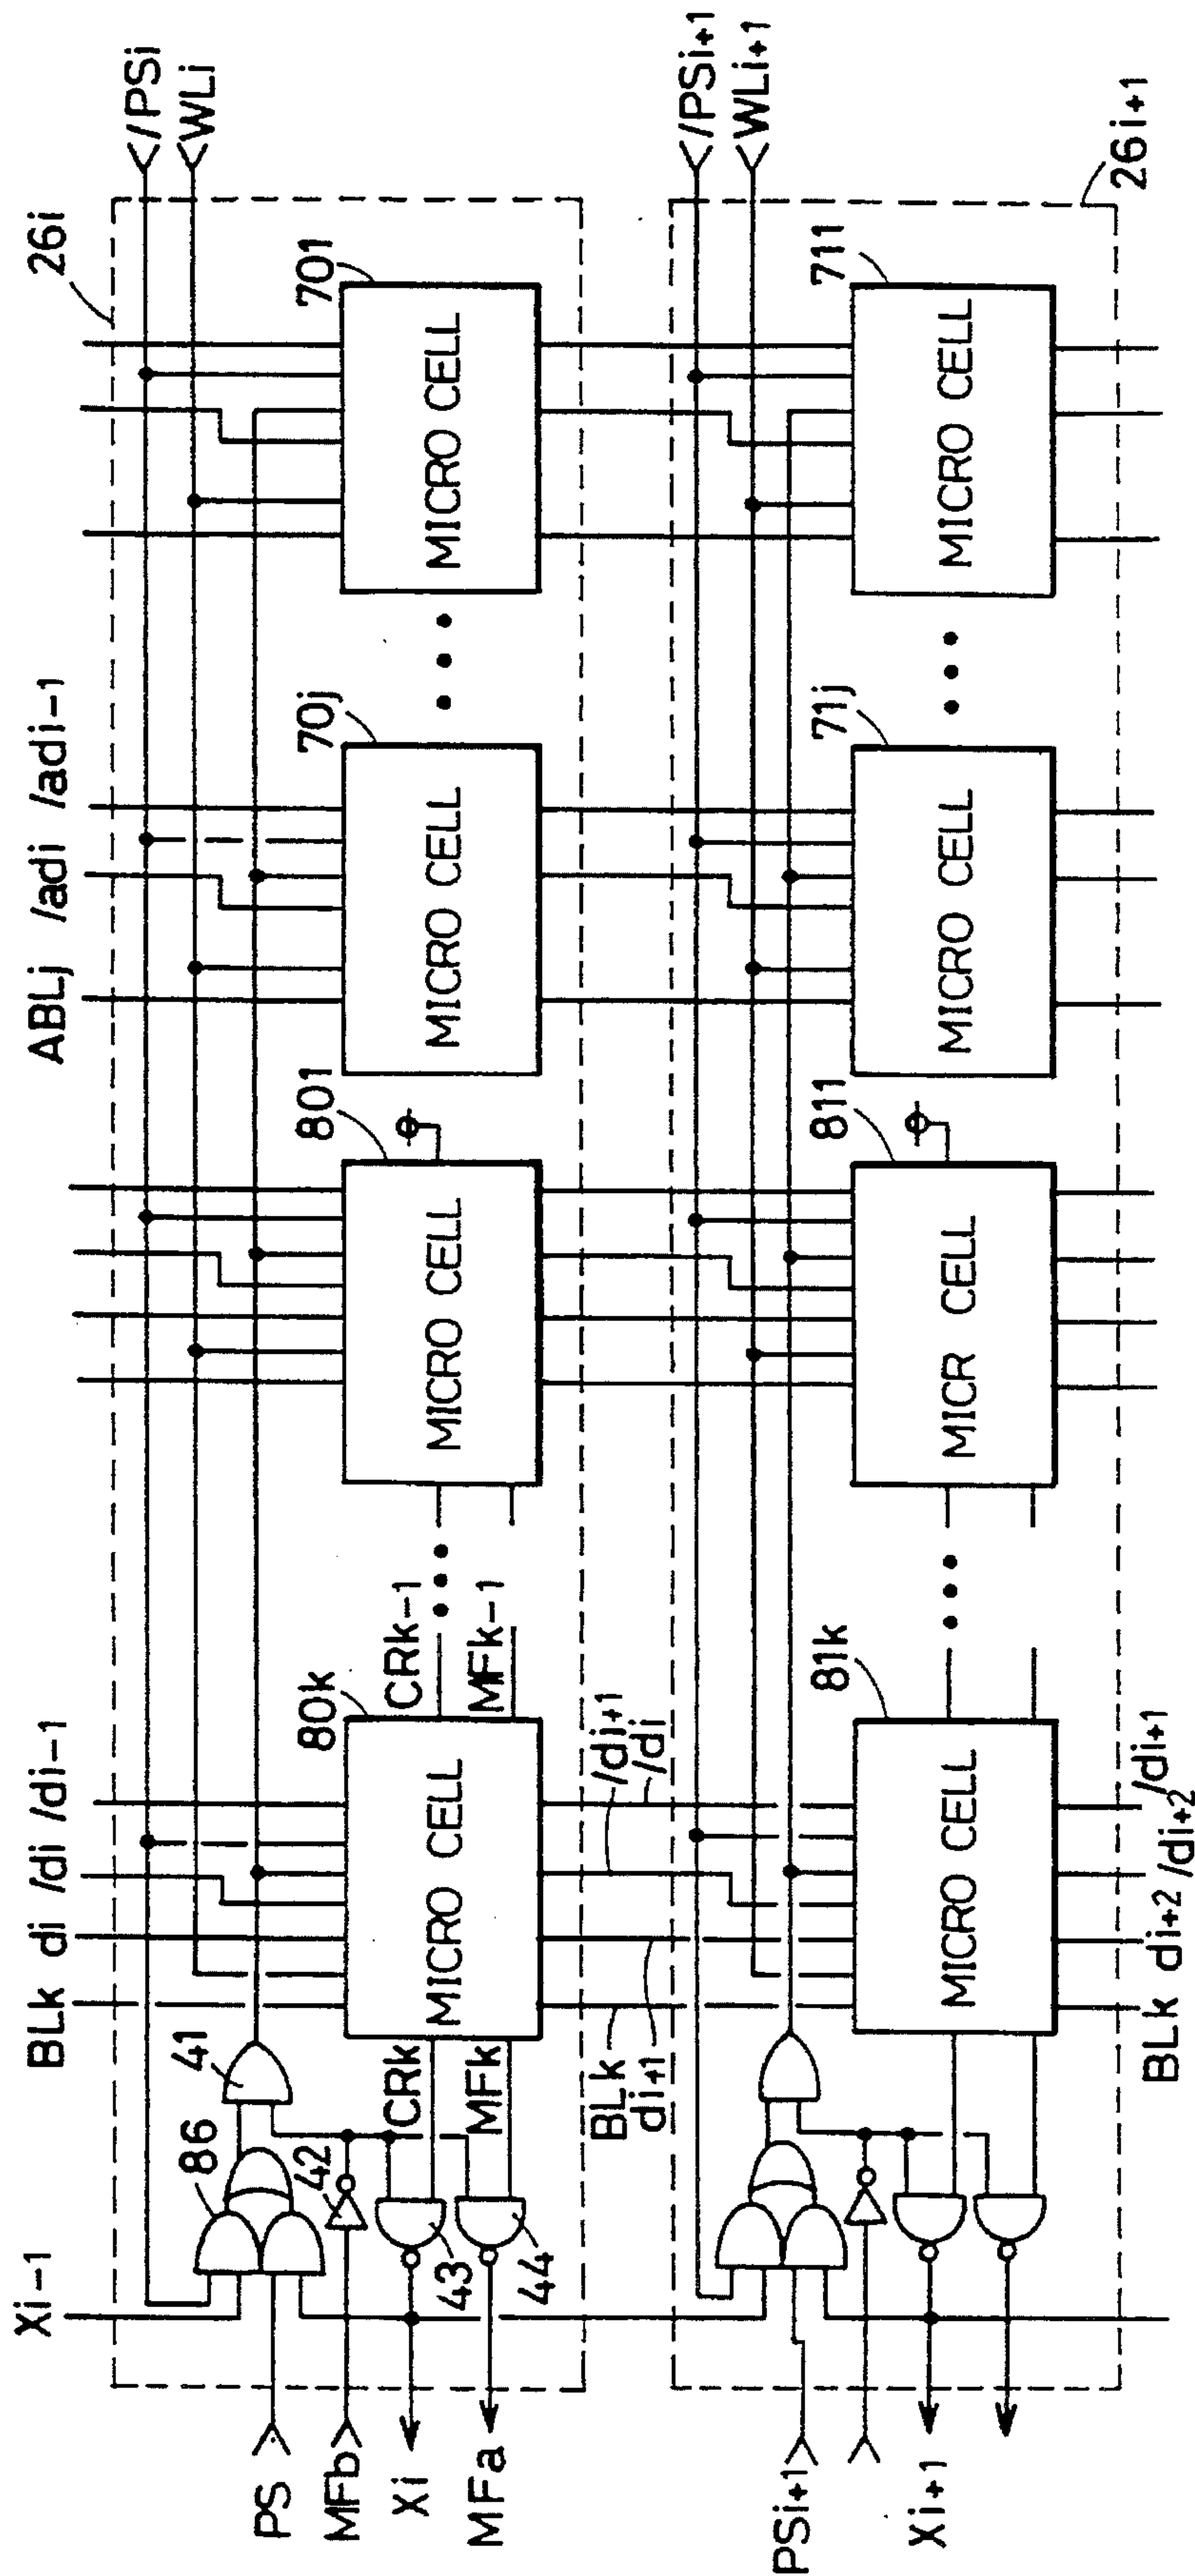 Xi-1
BLk di /di /di-1
ABLj /adi /adi-1
26i
</PSi
<WLi
PS
MFb
Xi
MFa
86
41
42
43
44
CRk
MFk
80k
CRk-1
MFk-1
801
70j
701
MICRO CELL
MICRO CELL
MICRO CELL
MICRO CELL
BLk
di+1
/di+1
/di
26i+1
</PSi+1
<WLi+1
PSi+1
Xi+1
81k
811
71j
711
MICRO CELL
MICR CELL
MICRO CELL
MICRO CELL
BLk di+2 /di+2 /di+1